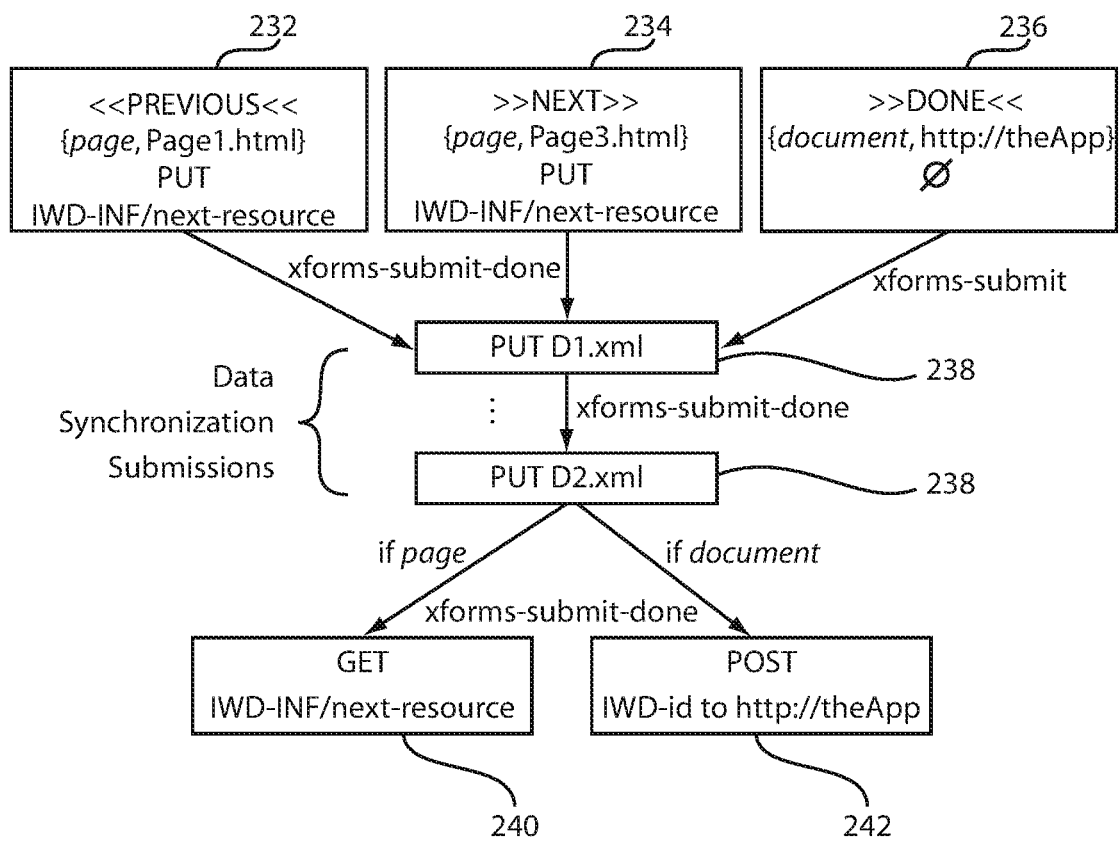 232
234
236
<<PREVIOUS<<
{page, Page1.html}
PUT
IWD-INF/next-resource
>>NEXT>>
{page, Page3.html}
PUT
IWD-INF/next-resource
>>DONE<<
{document, http://theApp}
∅
xforms-submit-done
xforms-submit
PUT D1.xml
238
Data
Synchronization
Submissions
⋮
xforms-submit-done
PUT D2.xml
238
if page
if document
xforms-submit-done
GET
IWD-INF/next-resource
POST
IWD-id to http://theApp
240
242